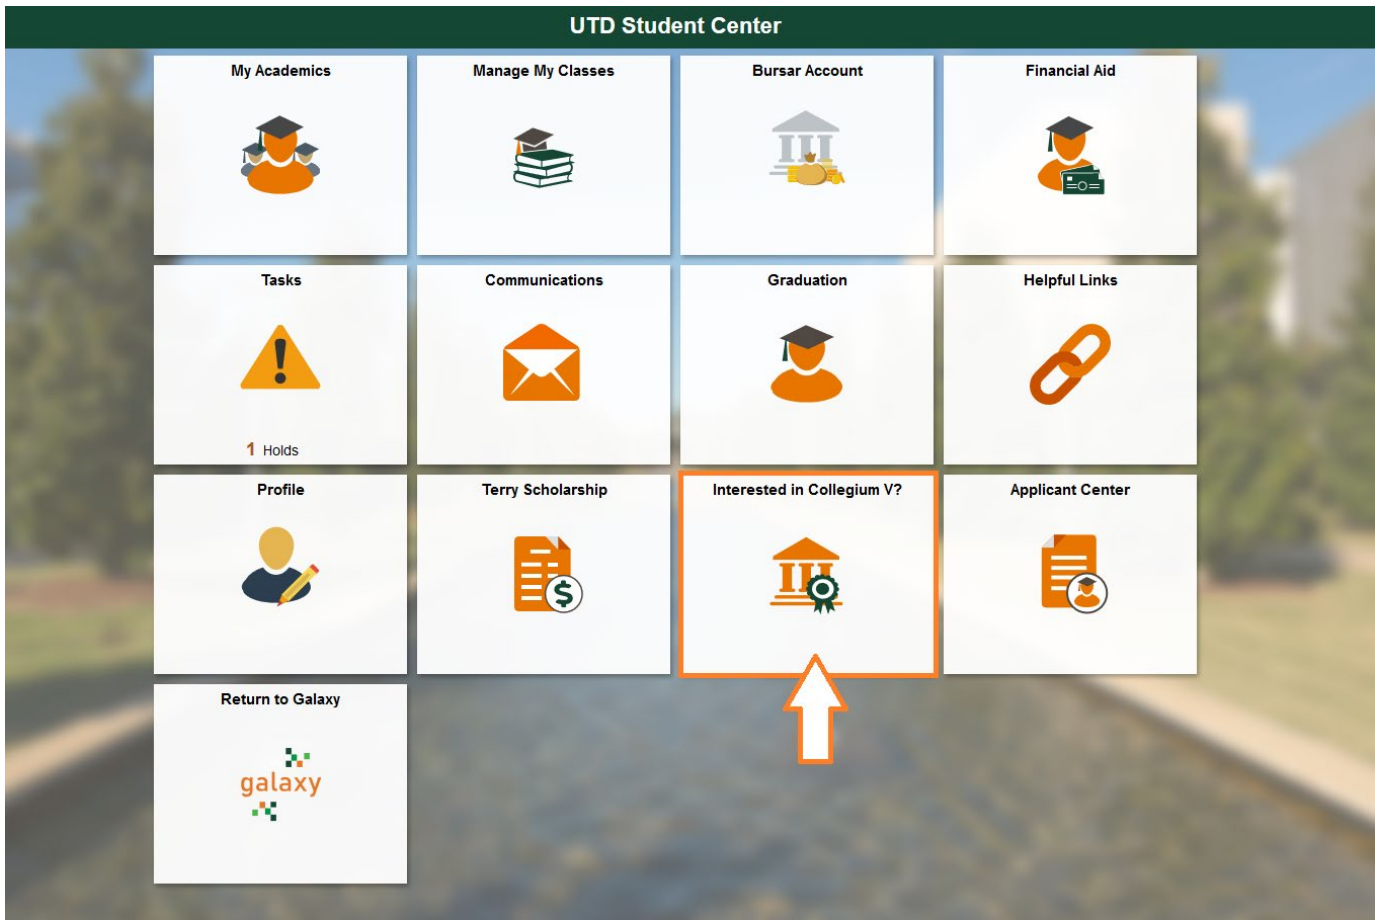 UTD Student Center
My Academics
Manage My Classes
Bursar Account
Financial Aid
Tasks
1 Holds
Communications
Graduation
Helpful Links
Profile
Terry Scholarship
$
Interested in Collegium V?
Applicant Center
Return to Galaxy
galaxy